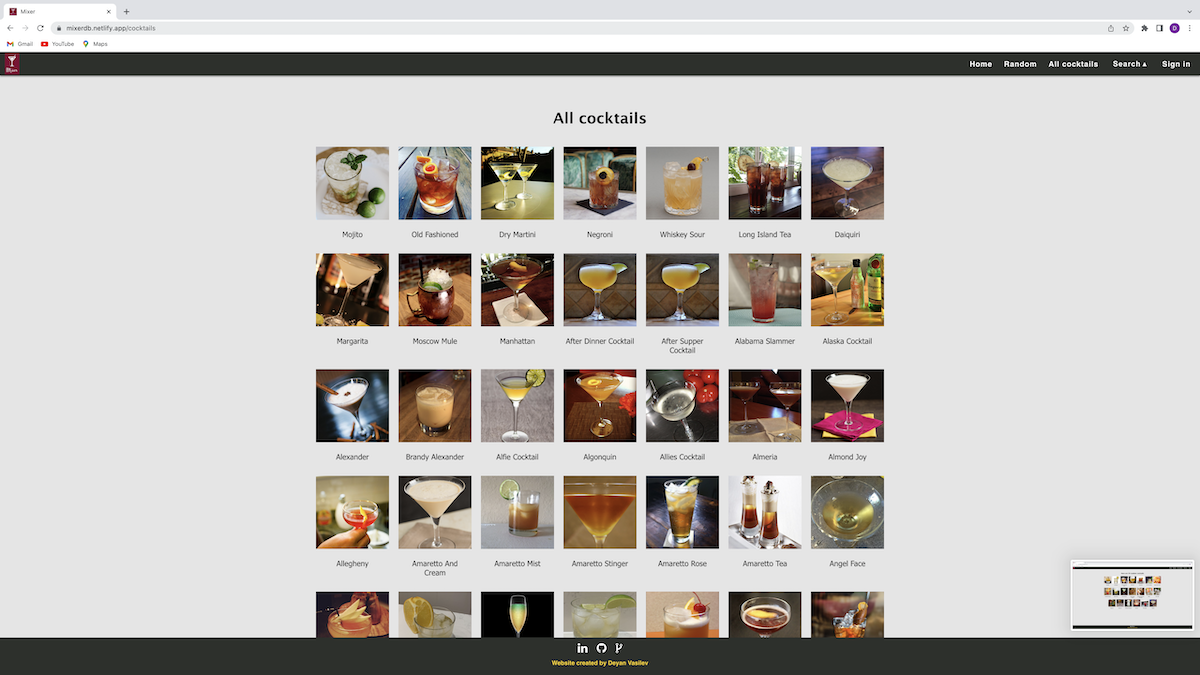 Mixer
mixerdb.netlify.app/cocktails
D
Gmail
YouTube
Maps
Home
Random
All cocktails
Search
Sign in
All cocktails
Mojito
Old Fashioned
Dry Martini
Negroni
Whiskey Sour
Long Island Tea
Daiquiri
Margarita
Moscow Mule
Manhattan
After Dinner Cocktail
After Supper
Cocktail
Alabama Slammer
Alaska Cocktail
Alexander
Brandy Alexander
Alfie Cocktail
Algonquin
Allies Cocktail
Almeria
Almond Joy
Allegheny
Amaretto And
Cream
Amaretto Mist
Amaretto Stinger
Amaretto Rose
Amaretto Tea
Angel Face
in
Website created by Deyan Vasilev